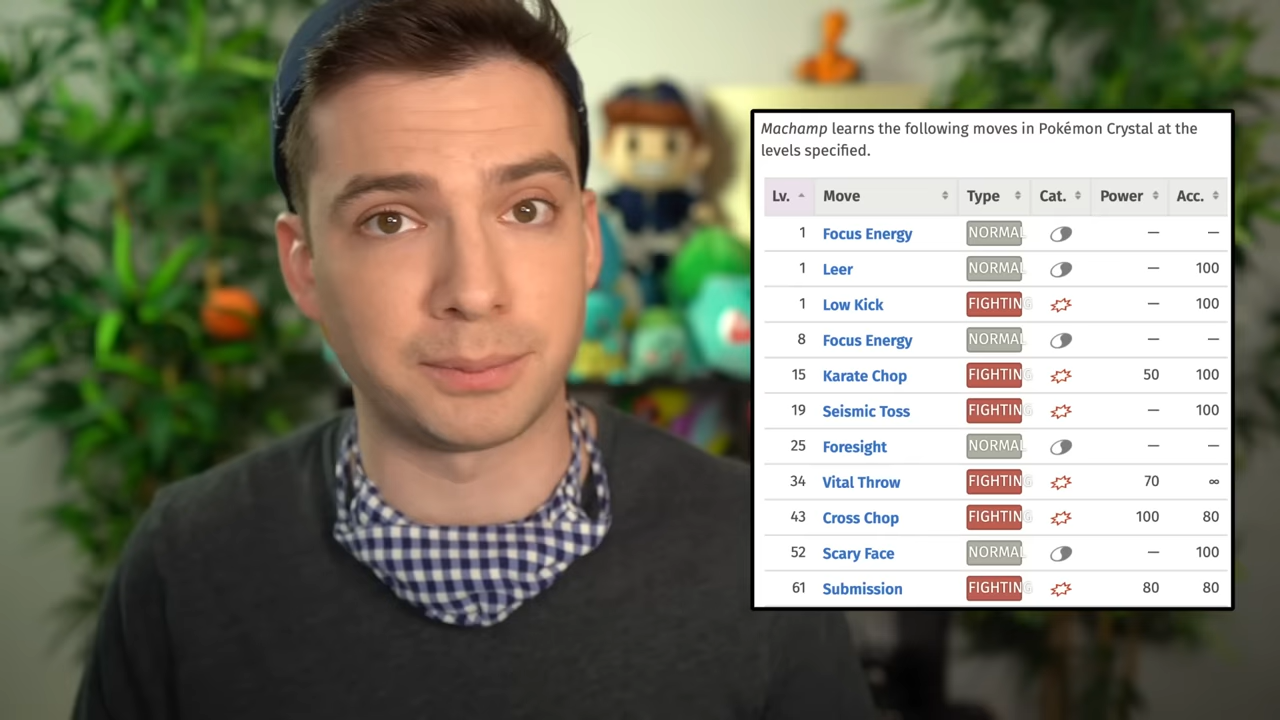 Machamp learns the following moves in Pokémon Crystal at the
levels specified.
Lv. Move Type Cat. Power Acc.
1 Focus Energy NORMAL — —
1 Leer NORMAL — 100
1 Low Kick FIGHTING — 100
8 Focus Energy NORMAL — —
15 Karate Chop FIGHTING 50 100
19 Seismic Toss FIGHTING — 100
25 Foresight NORMAL — —
34 Vital Throw FIGHTING 70 ∞
43 Cross Chop FIGHTING 100 80
52 Scary Face NORMAL — 100
61 Submission FIGHTING 80 80